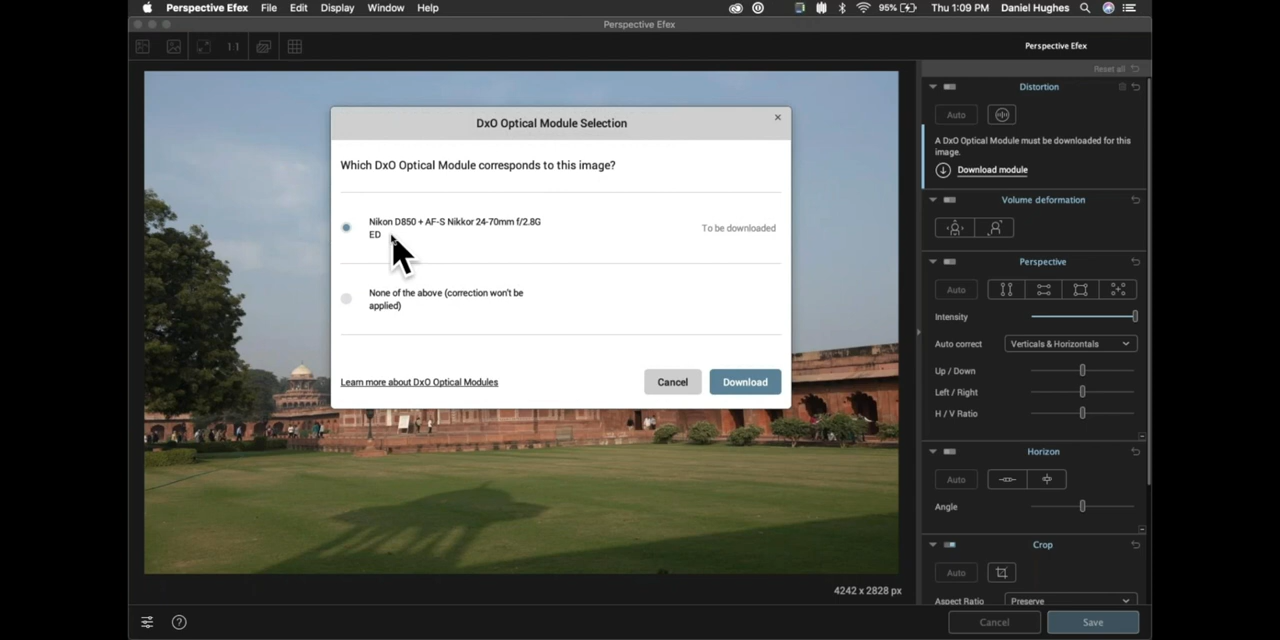 Perspective Efex File Edit Display Window Help 95% Thu 1:09 PM Daniel Hughes
Perspective Efex
1:1
Perspective Efex
Reset all
DxO Optical Module Selection
Which DxO Optical Module corresponds to this image?
Nikon D850 + AF-S Nikkor 24-70mm f/2.8G
ED
To be downloaded
None of the above (correction won't be
applied)
Learn more about DxO Optical Modules
Cancel
Download
4242 x 2828 px
Distortion
Auto
A DxO Optical Module must be downloaded for this
image.
Download module
Volume deformation
Perspective
Auto
Intensity
Auto correct Verticals & Horizontals
Up / Down
Left / Right
H / V Ratio
Horizon
Auto
Angle
Crop
Auto
Aspect Ratio Preserve
Cancel
Save